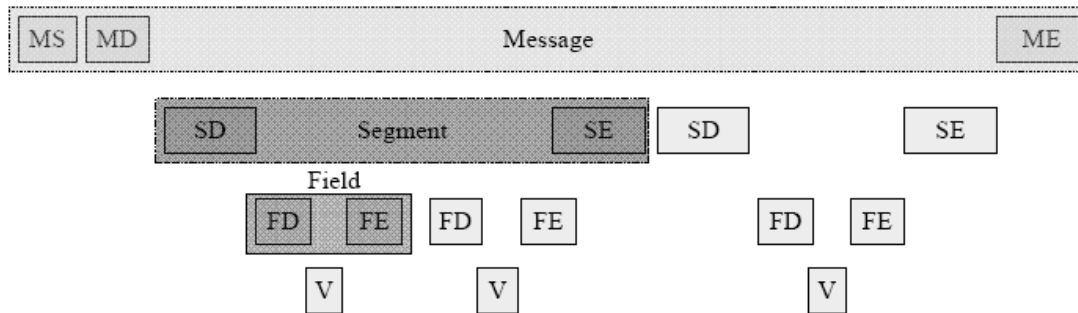 MS MD Message ME
SD Segment SE SD SE
Field
FD FE FD FE FD FE
V V V